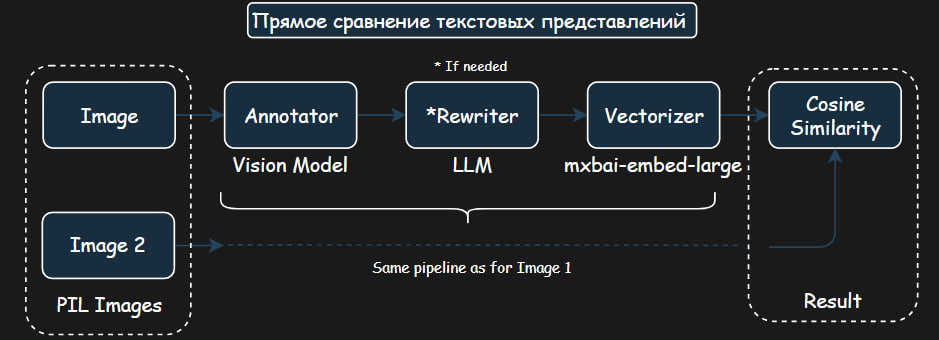 Прямое сравнение текстовых представлений
* If needed
Image
Annotator
*Rewriter
Vectorizer
Cosine
Similarity
Vision Model
LLM
mxbai-embed-large
Image 2
Same pipeline as for Image 1
PIL Images
Result